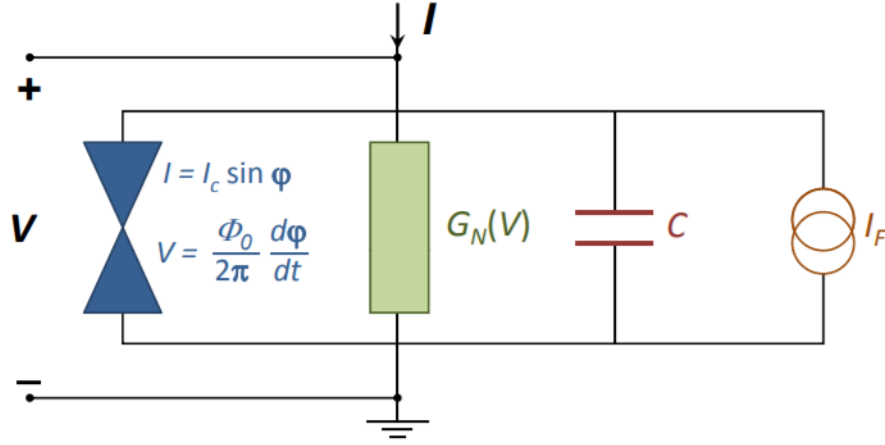 I
+
I = I_c sin φ
V
V = Φ_0/2π dφ/dt
G_N(V)
C
I_F
−